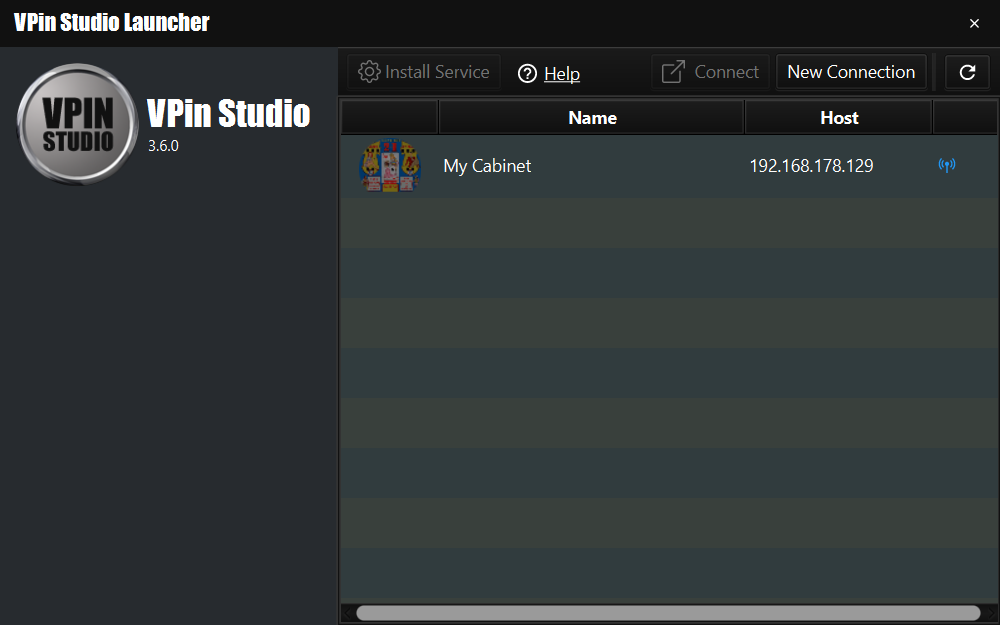 VPin Studio Launcher
VPIN
STUDIO
VPin Studio
3.6.0
Install Service
Help
Connect
New Connection
Name Host
My Cabinet 192.168.178.129